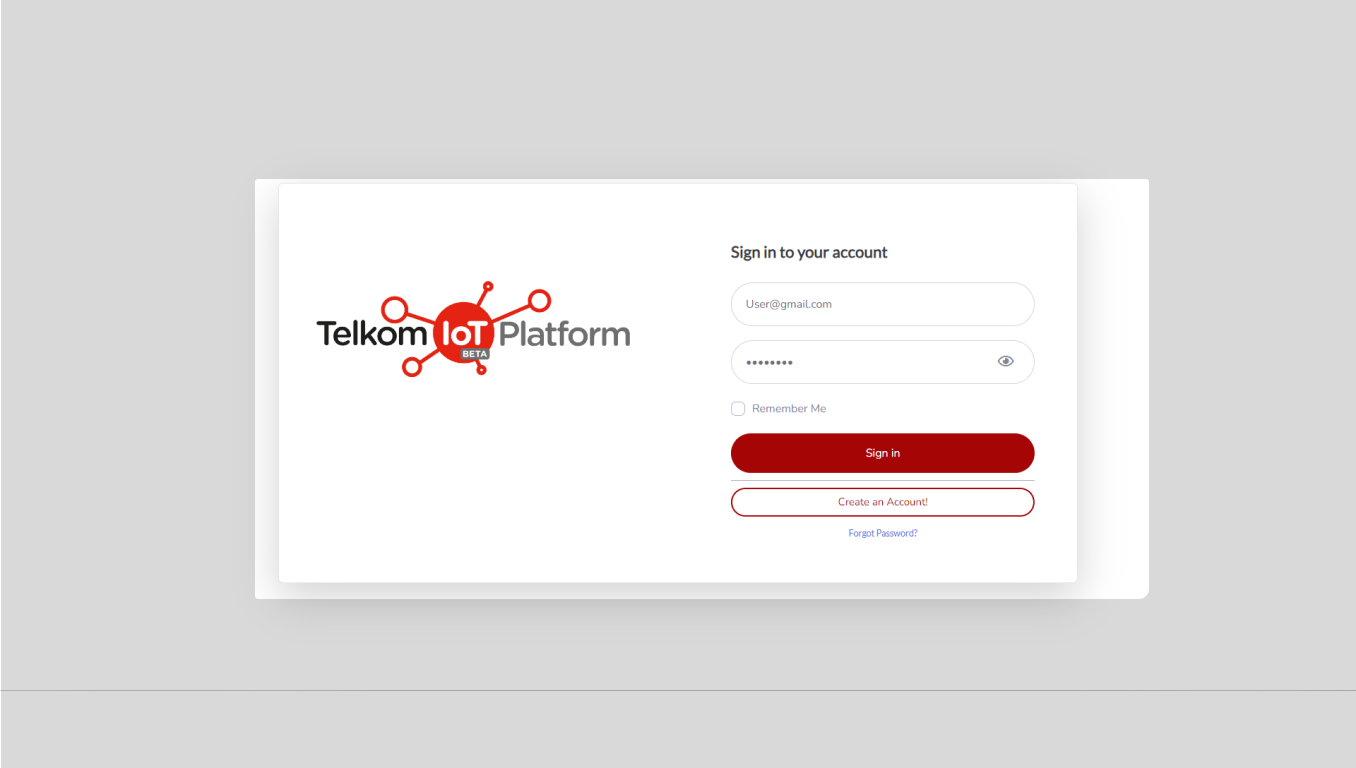 Telkom IoT Platform
BETA
Sign in to your account
User@gmail.com
••••••••
Remember Me
Sign in
Create an Account!
Forgot Password?